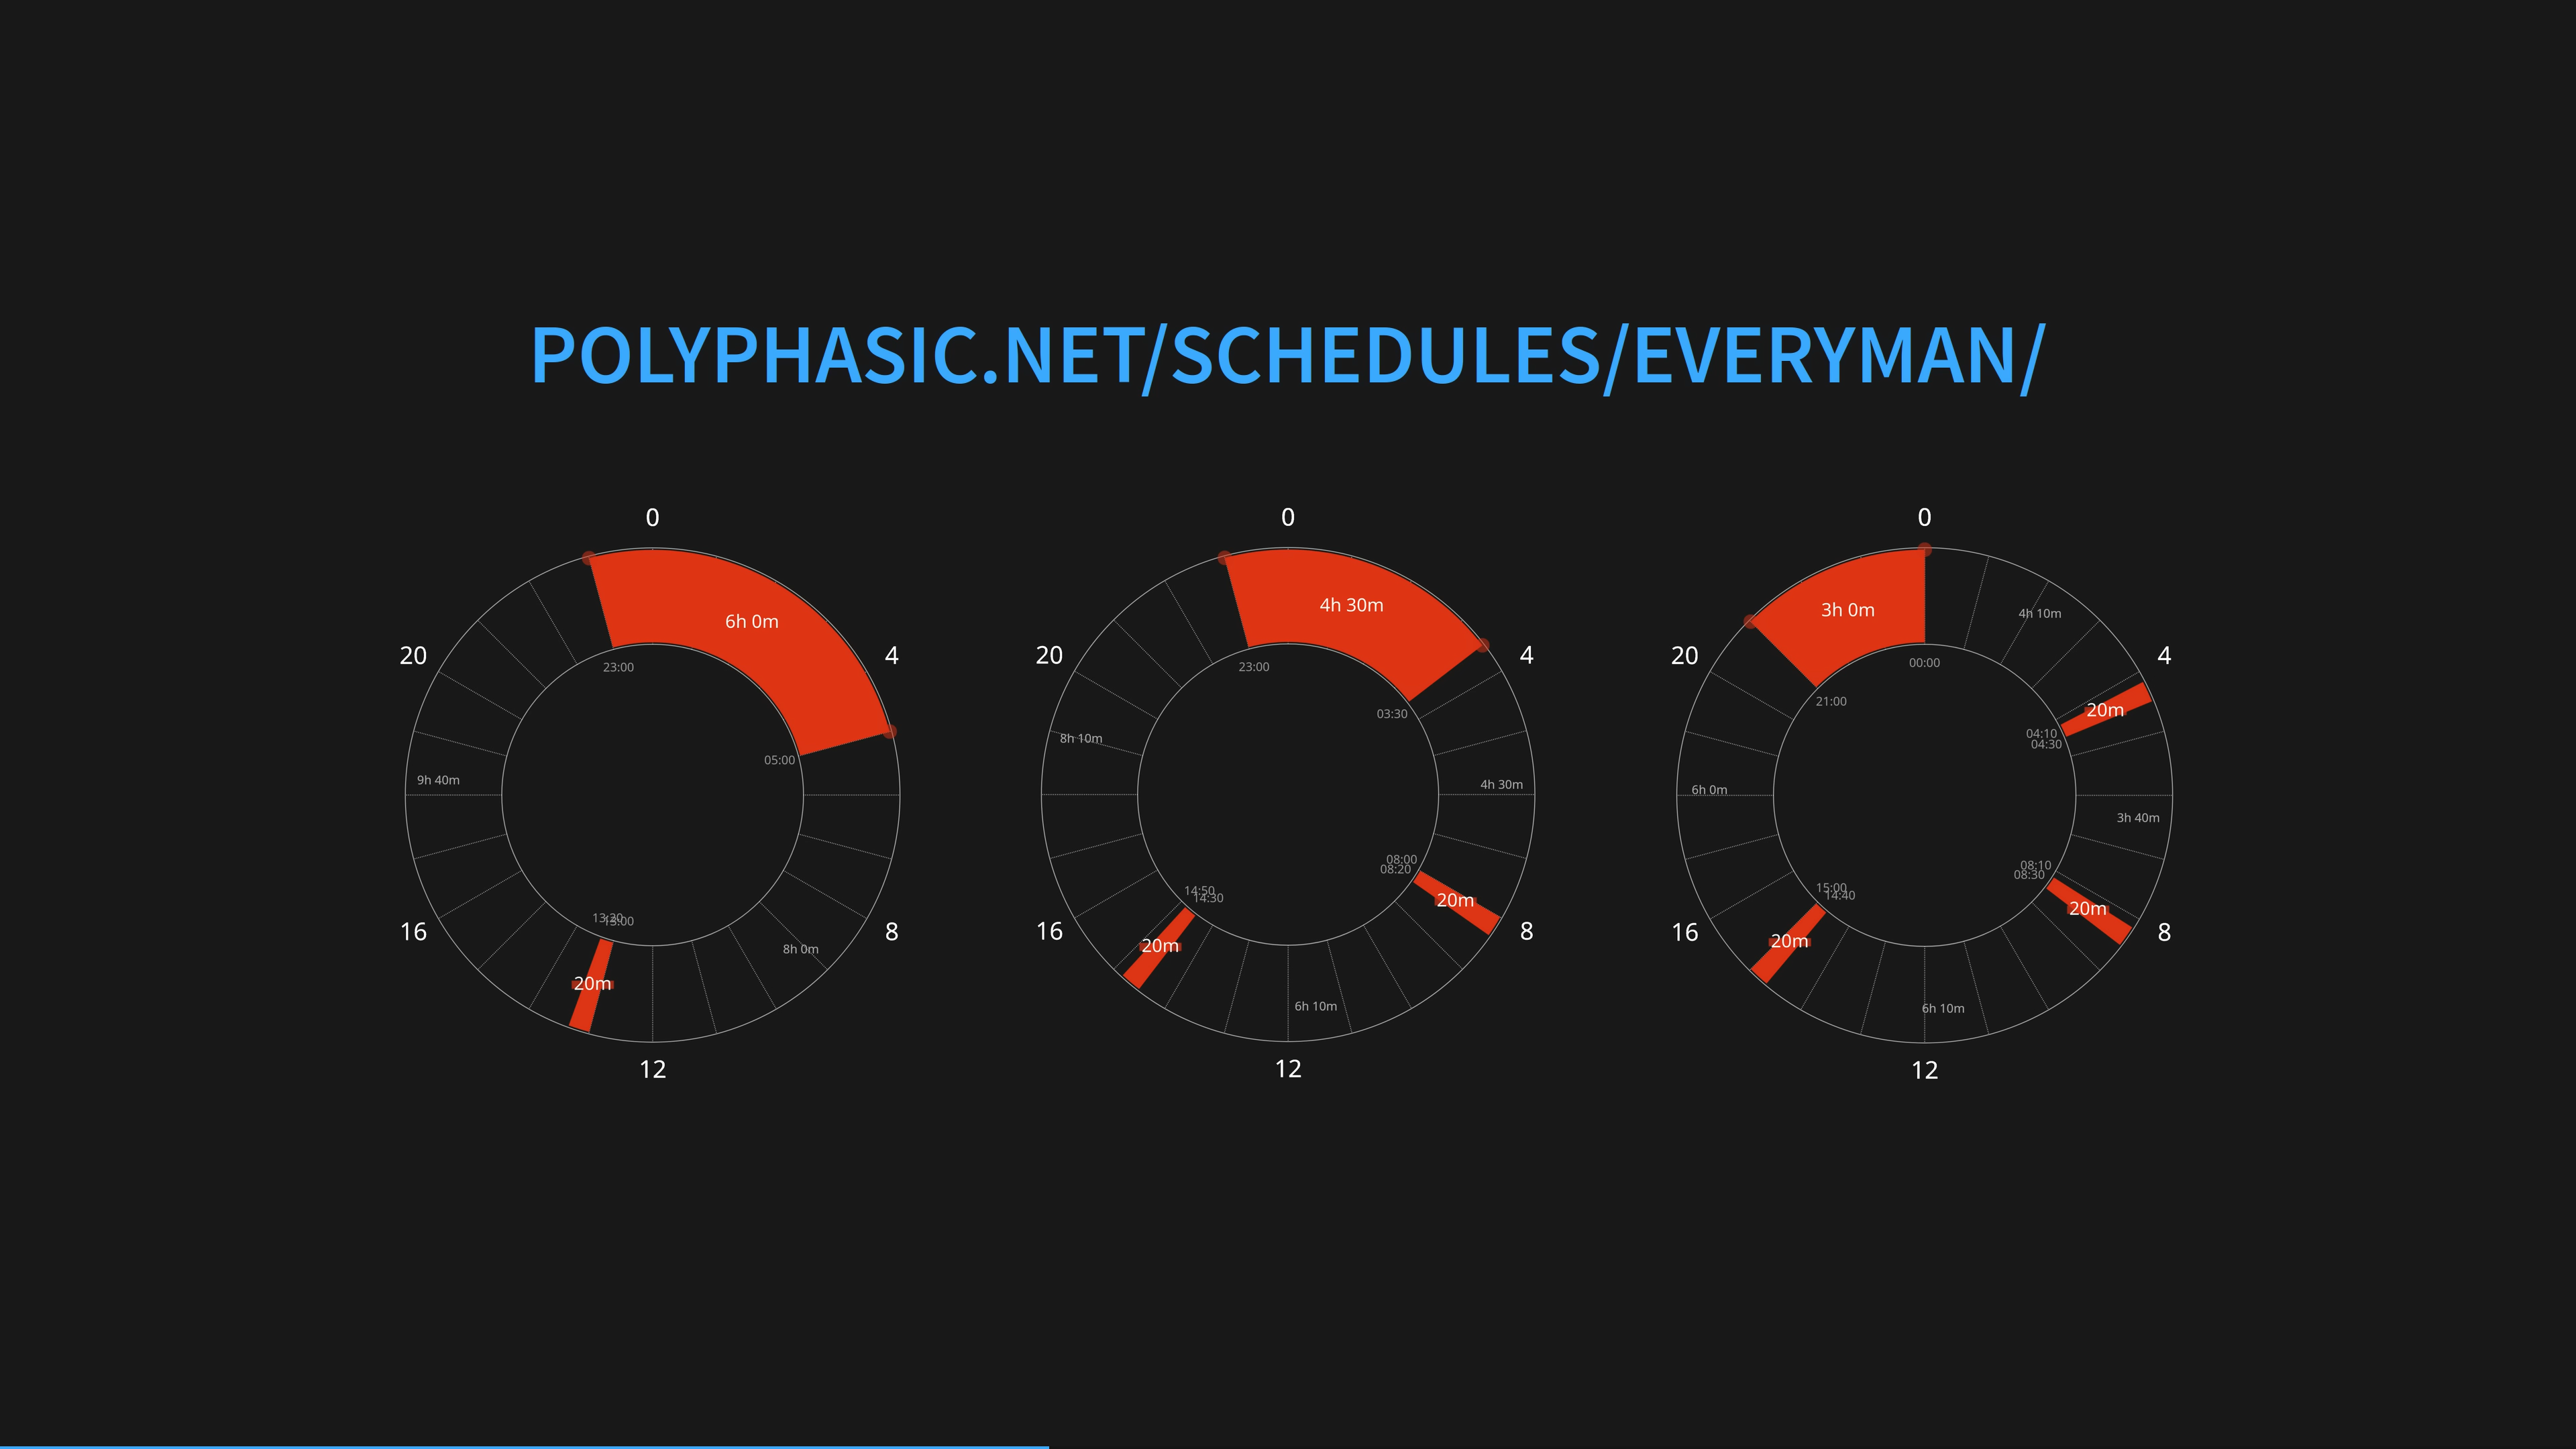 POLYPHASIC.NET/SCHEDULES/EVERYMAN/
0
4
8
12
16
20
6h 0m
23:00
05:00
9h 40m
8h 0m
13:20
13:00
20m
0
4
8
12
16
20
4h 30m
23:00
03:30
8h 10m
4h 30m
08:00
08:20
20m
14:50
14:30
20m
6h 10m
0
4
8
12
16
20
3h 0m
00:00
21:00
4h 10m
20m
04:10
04:30
6h 0m
3h 40m
08:10
08:30
20m
15:00
14:40
20m
6h 10m